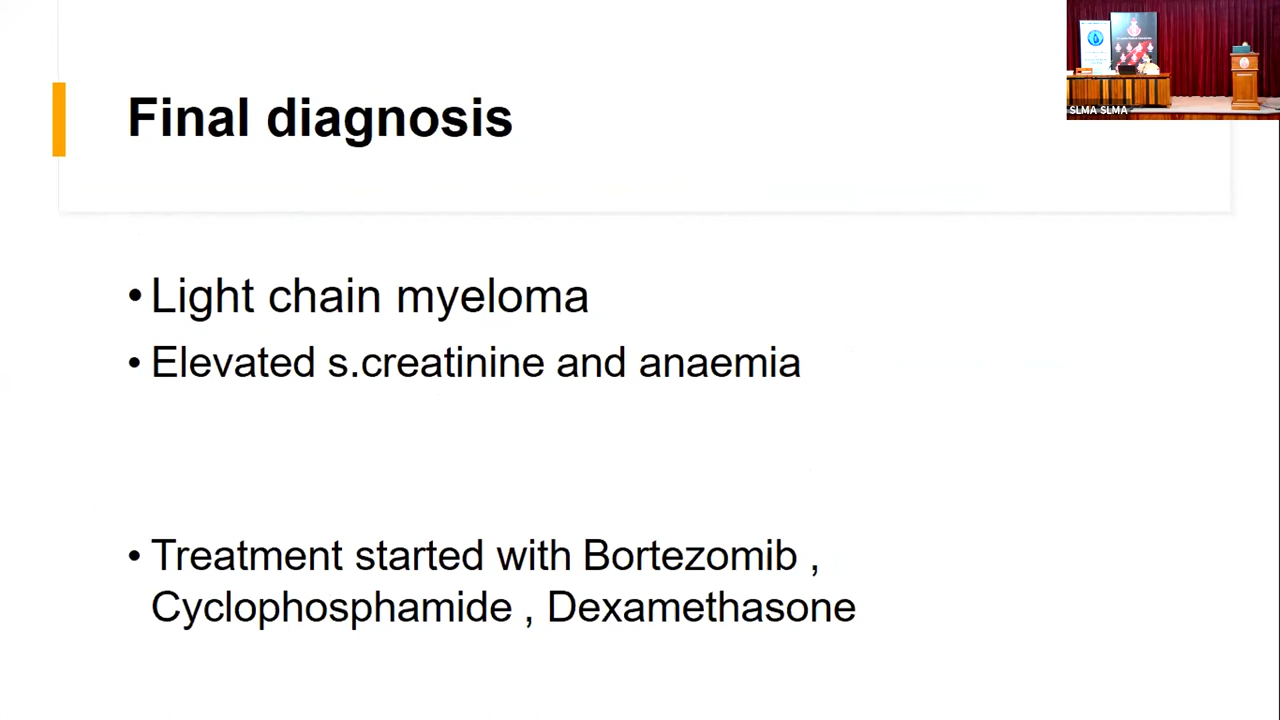 Final diagnosis
SLMA SLMA
• Light chain myeloma
• Elevated s.creatinine and anaemia
• Treatment started with Bortezomib ,
Cyclophosphamide , Dexamethasone